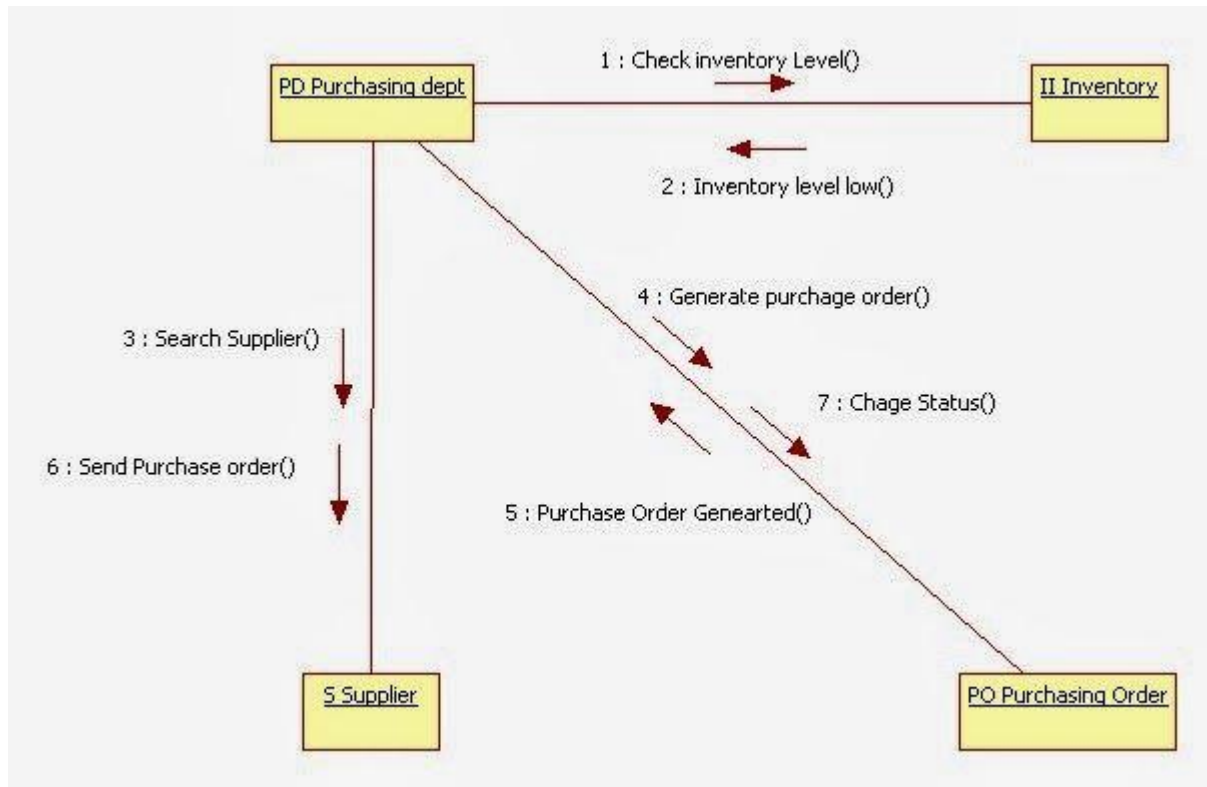 1 : Check inventory Level()
PD Purchasing dept
II Inventory
2 : Inventory level low()
4 : Generate purchage order()
3 : Search Supplier()
7 : Chage Status()
6 : Send Purchase order()
5 : Purchase Order Genearted()
S Supplier
PO Purchasing Order